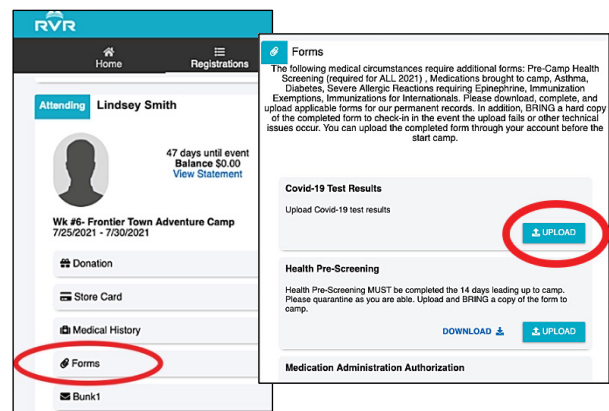 RVR
Home
Registrations
Attending Lindsey Smith
47 days until event
Balance $0.00
View Statement
Wk #6- Frontier Town Adventure Camp
7/25/2021 - 7/30/2021
Donation
Store Card
Medical History
Forms
Bunk1
Forms
The following medical circumstances require additional forms: Pre-Camp Health
Screening (required for ALL 2021) , Medications brought to camp, Asthma,
Diabetes, Severe Allergic Reactions requiring Epinephrine, Immunization
Exemptions, Immunizations for Internationals. Please download, complete, and
upload applicable forms for our permanent records. In addition, BRING a hard copy
of the completed form to check-in in the event the upload fails or other technical
issues occur. You can upload the completed form through your account before the
start camp.
Covid-19 Test Results
Upload Covid-19 test results
UPLOAD
Health Pre-Screening
Health Pre-Screening MUST be completed the 14 days leading up to camp.
Please quarantine as you are able. Upload and BRING a copy of the form to
camp.
DOWNLOAD UPLOAD
Medication Administration Authorization